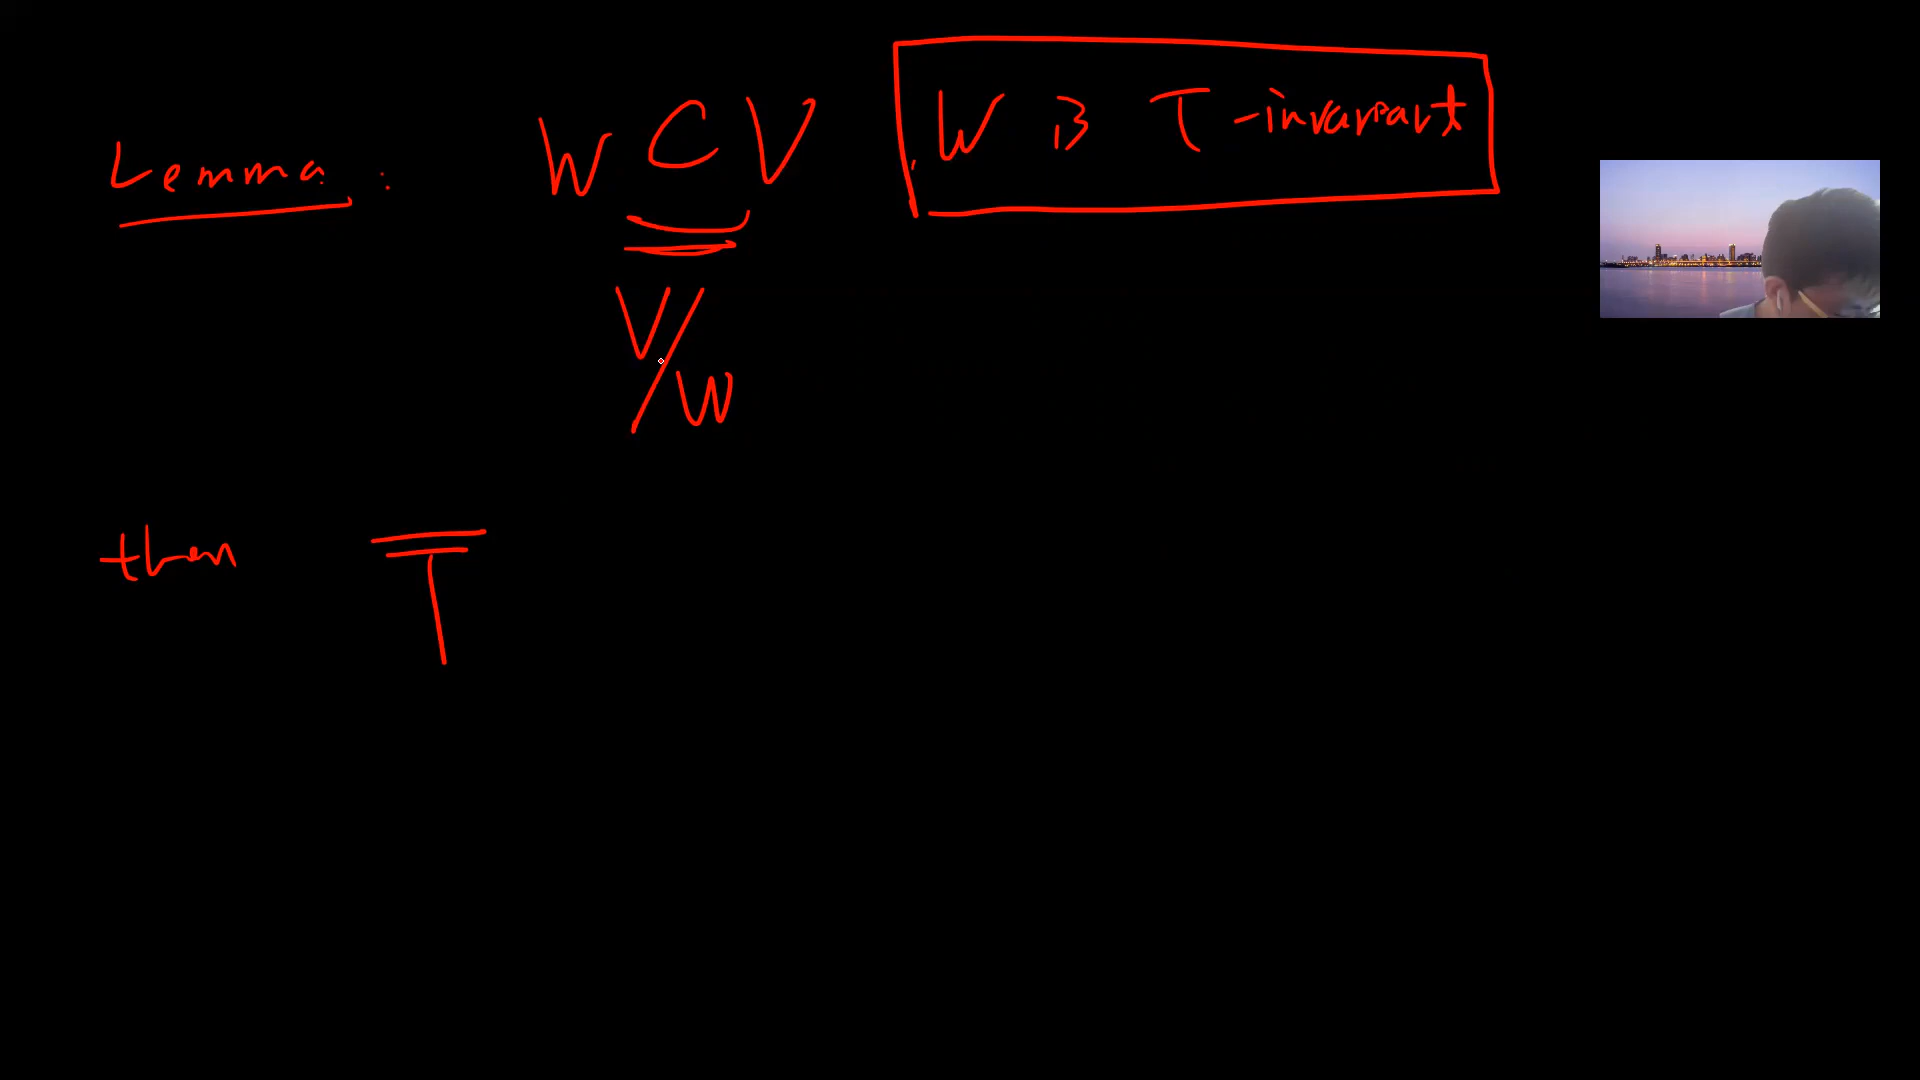 Lemma : W ⊂ V W is T-invariant
V/W
then T̅